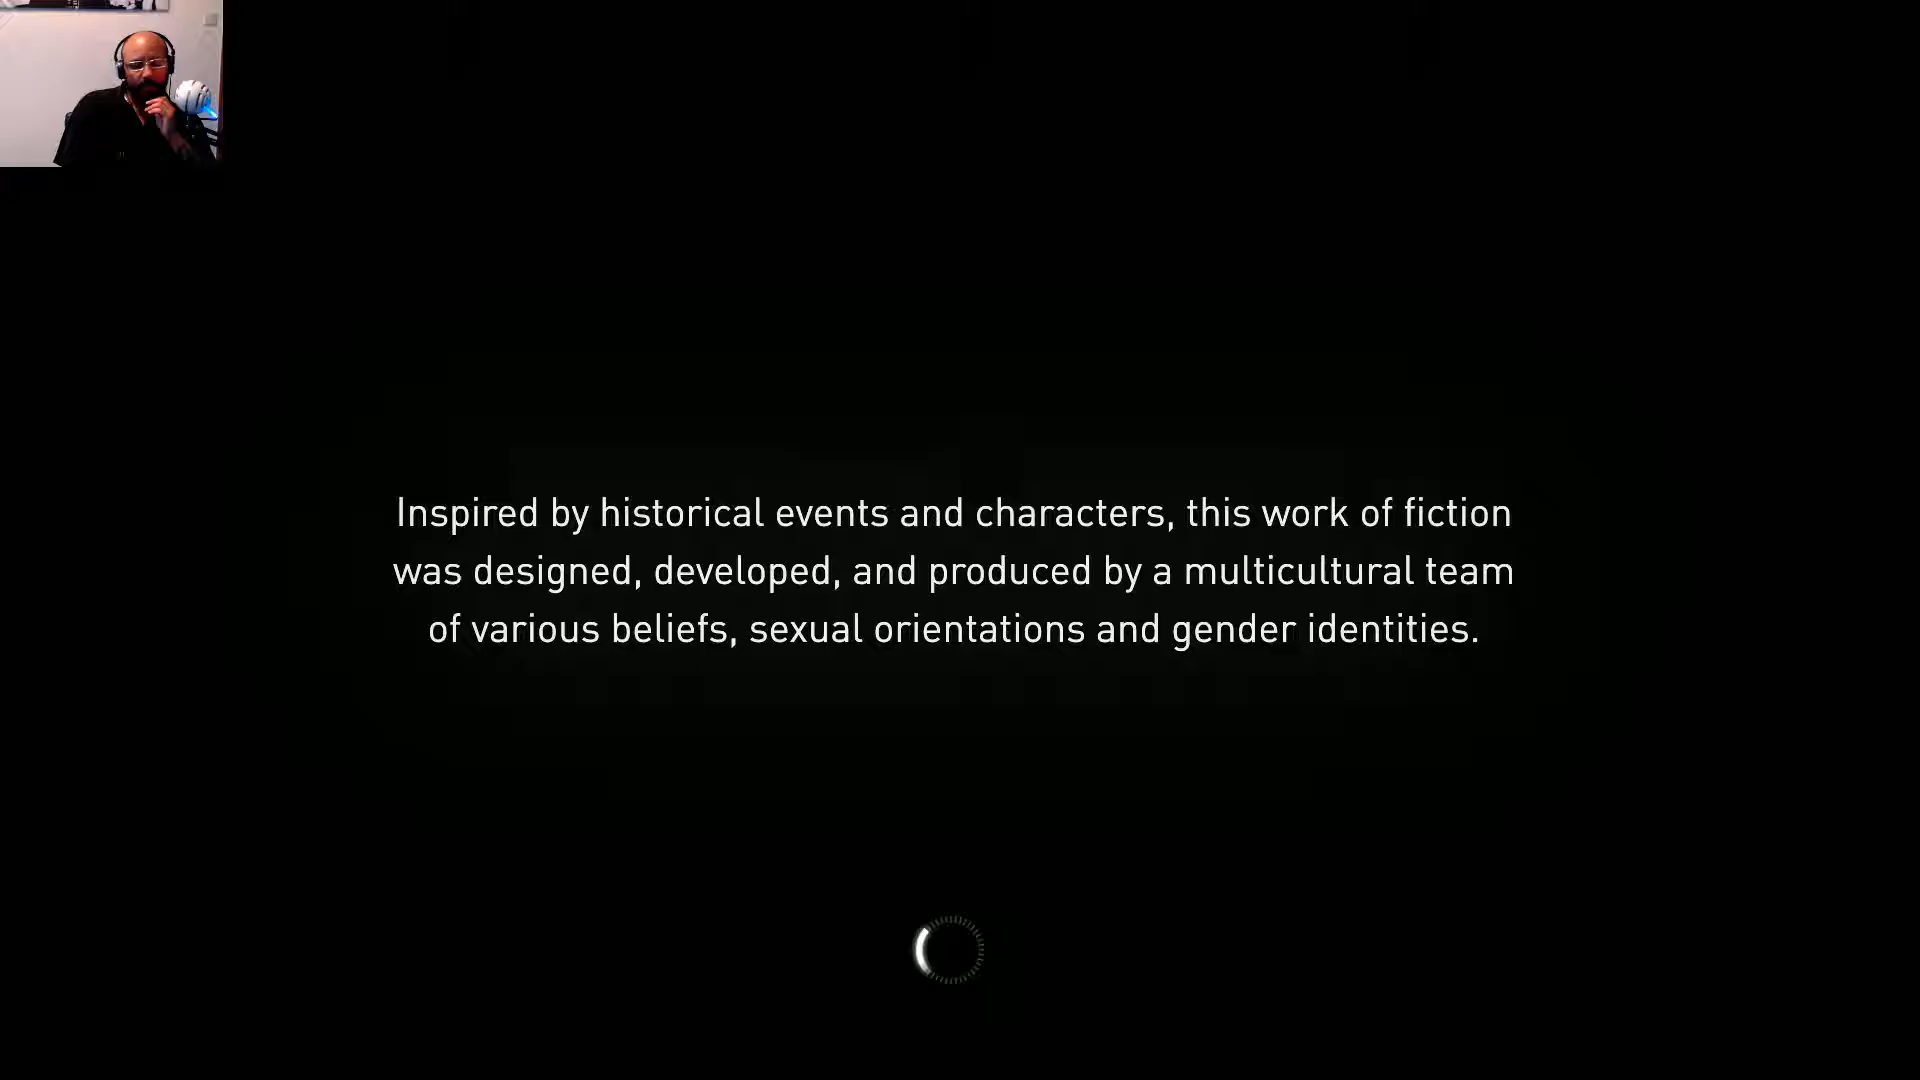 Inspired by historical events and characters, this work of fiction
was designed, developed, and produced by a multicultural team
of various beliefs, sexual orientations and gender identities.